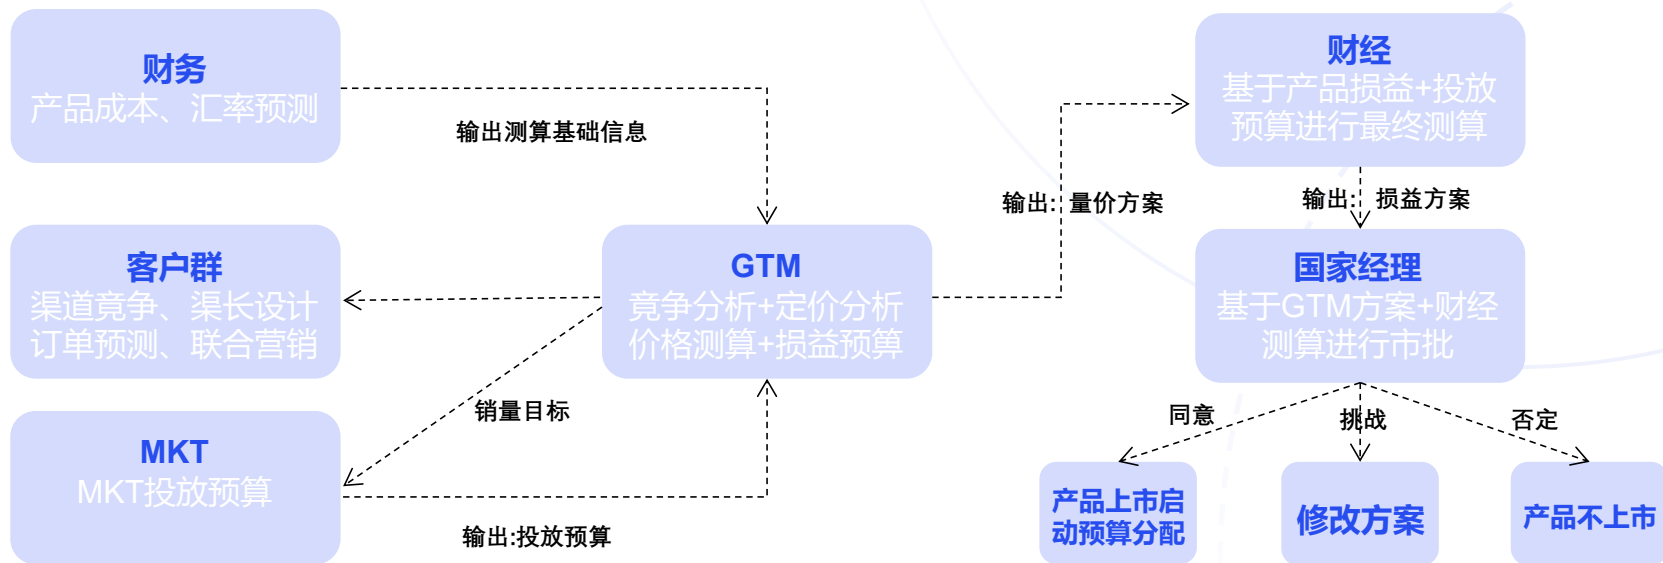 财务
产品成本、汇率预测
输出测算基础信息
客户群
渠道竞争、渠长设计
订单预测、联合营销
MKT
MKT投放预算
销量目标
输出:投放预算
GTM
竞争分析+定价分析
价格测算+损益预算
输出: 量价方案
财经
基于产品损益+投放
预算进行最终测算
输出: 损益方案
国家经理
基于GTM方案+财经
测算进行市批
同意
挑战
否定
产品上市启
动预算分配
修改方案
产品不上市